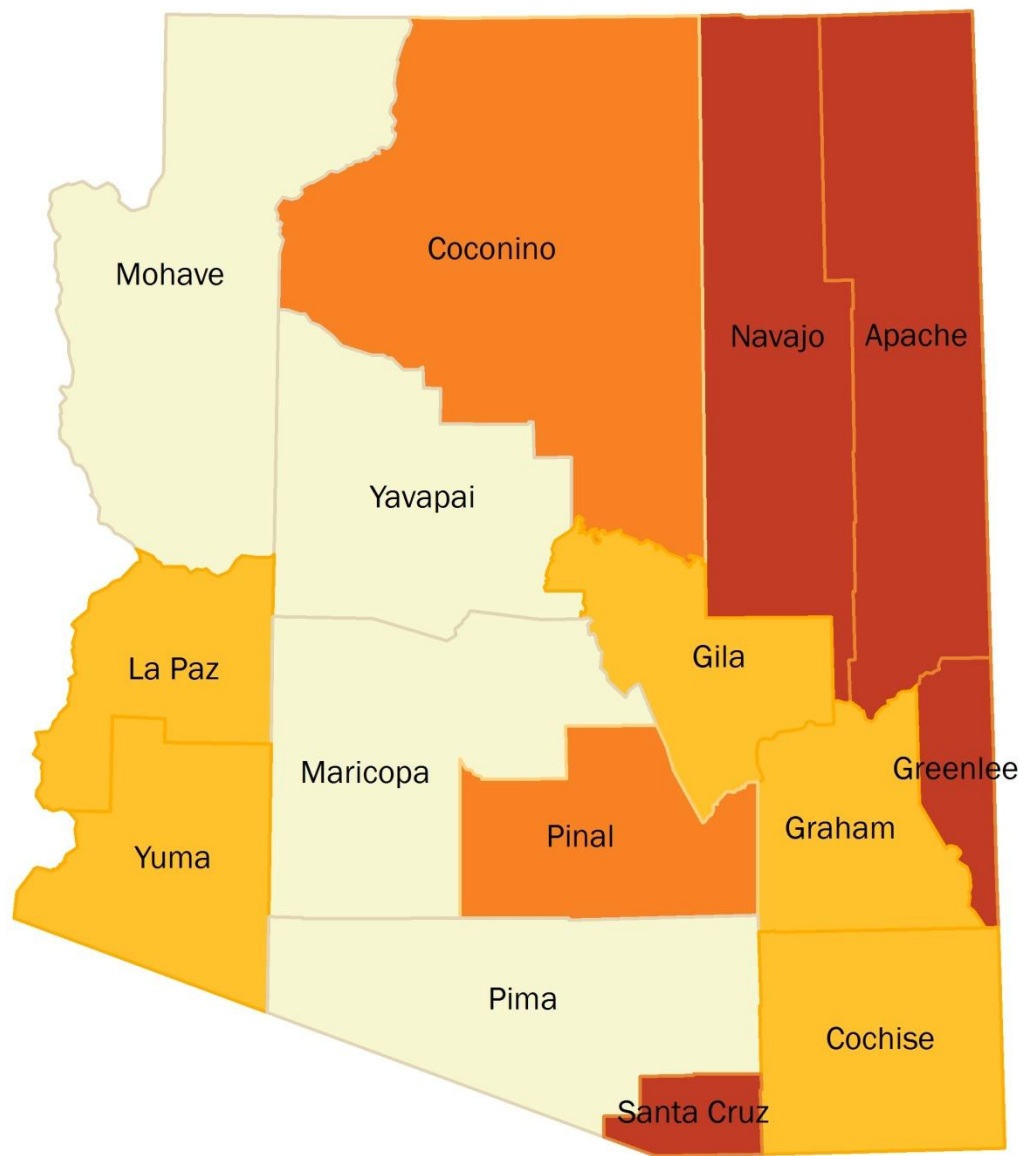 Coconino
Mohave
Navajo
Apache
Yavapai
Gila
La Paz
Greenlee
Maricopa
Graham
Pinal
Yuma
Pima
Cochise
Santa Cruz